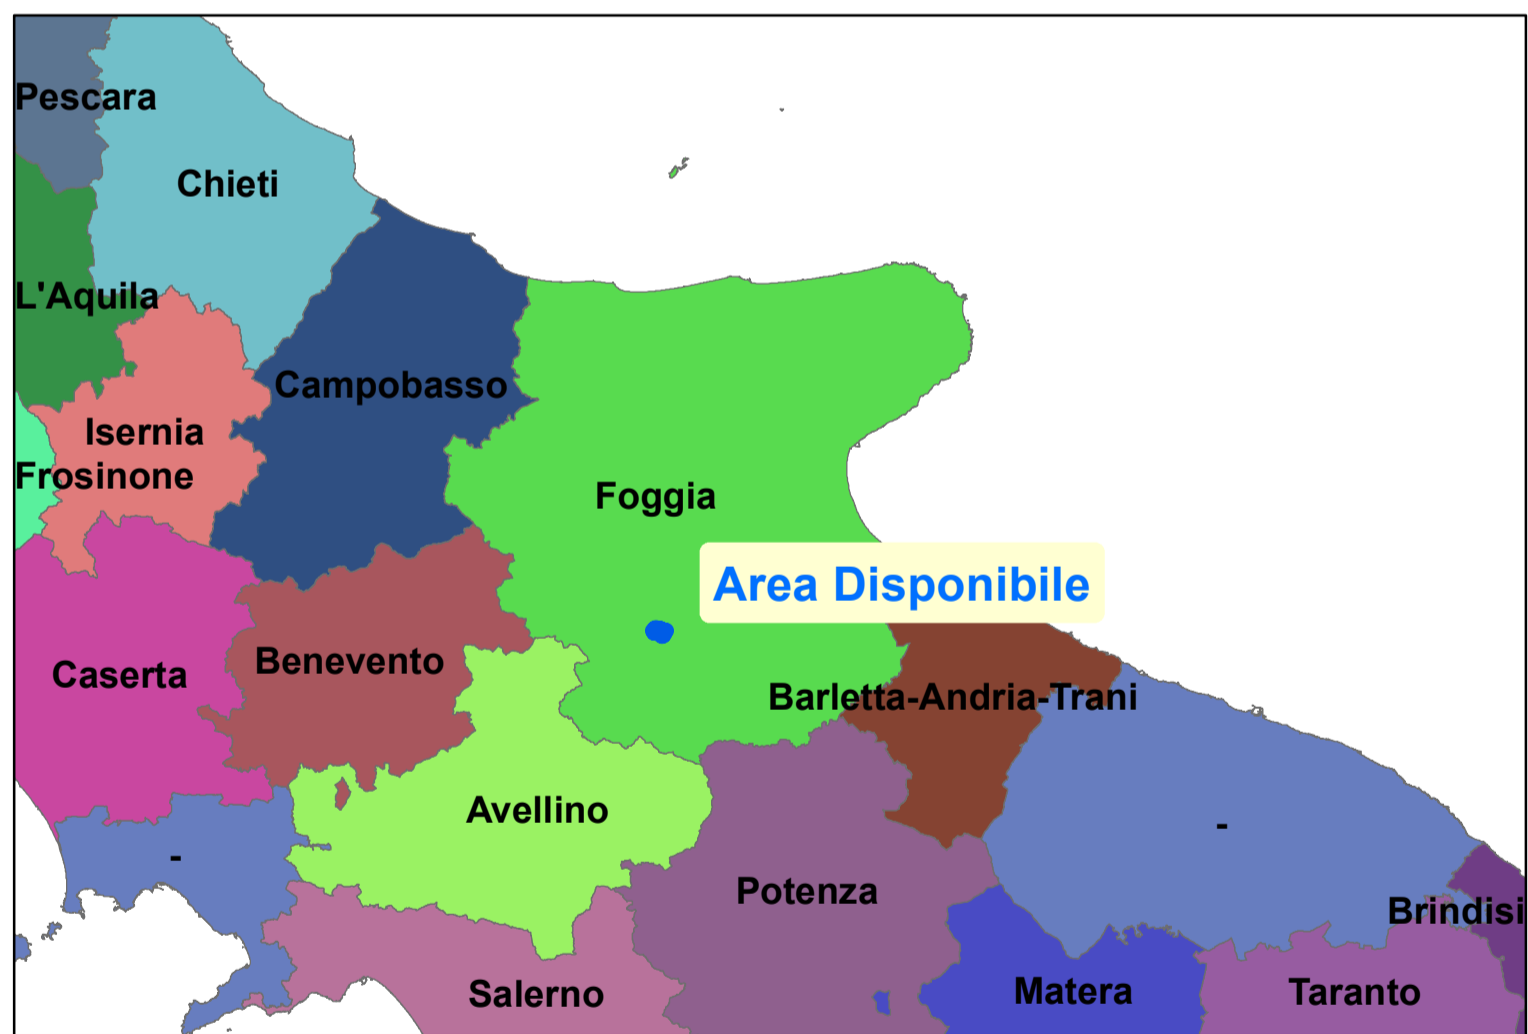 Pescara
Chieti
L'Aquila
Campobasso
Isernia
Frosinone
Foggia
Area Disponibile
Benevento
Caserta
Barletta-Andria-Trani
Avellino
-
-
Potenza
Brindisi
Salerno
Matera
Taranto